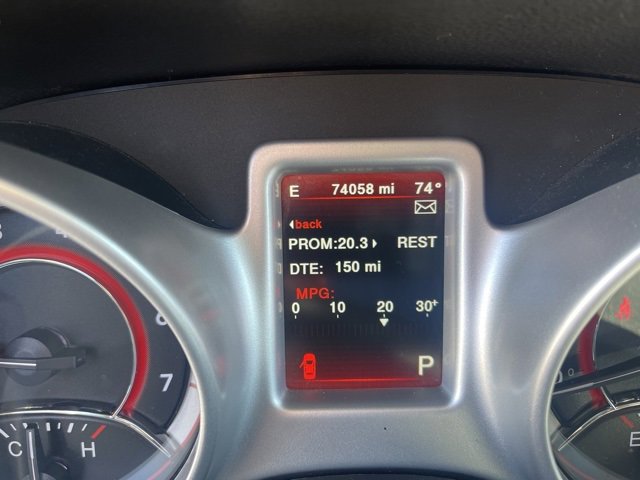 E 74058 mi 74°
back
PROM:20.3 REST
DTE: 150 mi
MPG:
0 10 20 30+
P
6
7
C H
E